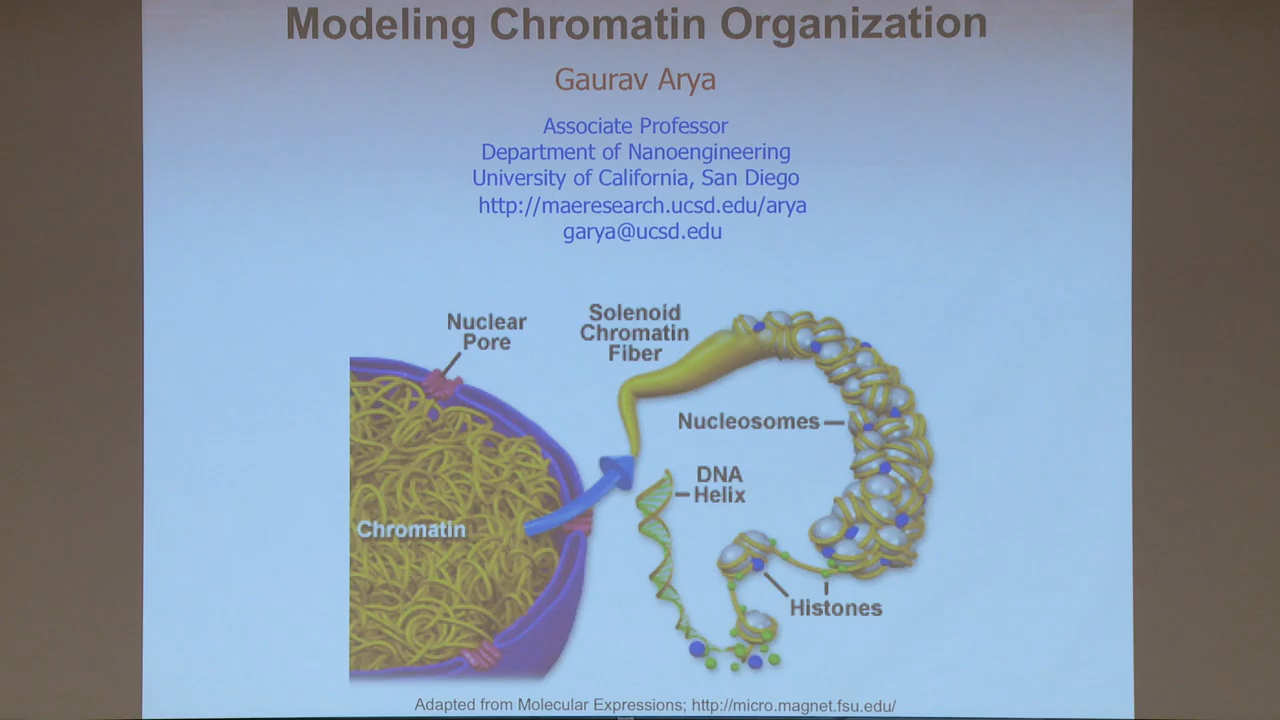 Modeling Chromatin Organization
Gaurav Arya
Associate Professor
Department of Nanoengineering
University of California, San Diego
http://maeresearch.ucsd.edu/arya
garya@ucsd.edu
Nuclear
Pore
Solenoid
Chromatin
Fiber
Nucleosomes
DNA
Helix
Chromatin
Histones
Adapted from Molecular Expressions; http://micro.magnet.fsu.edu/